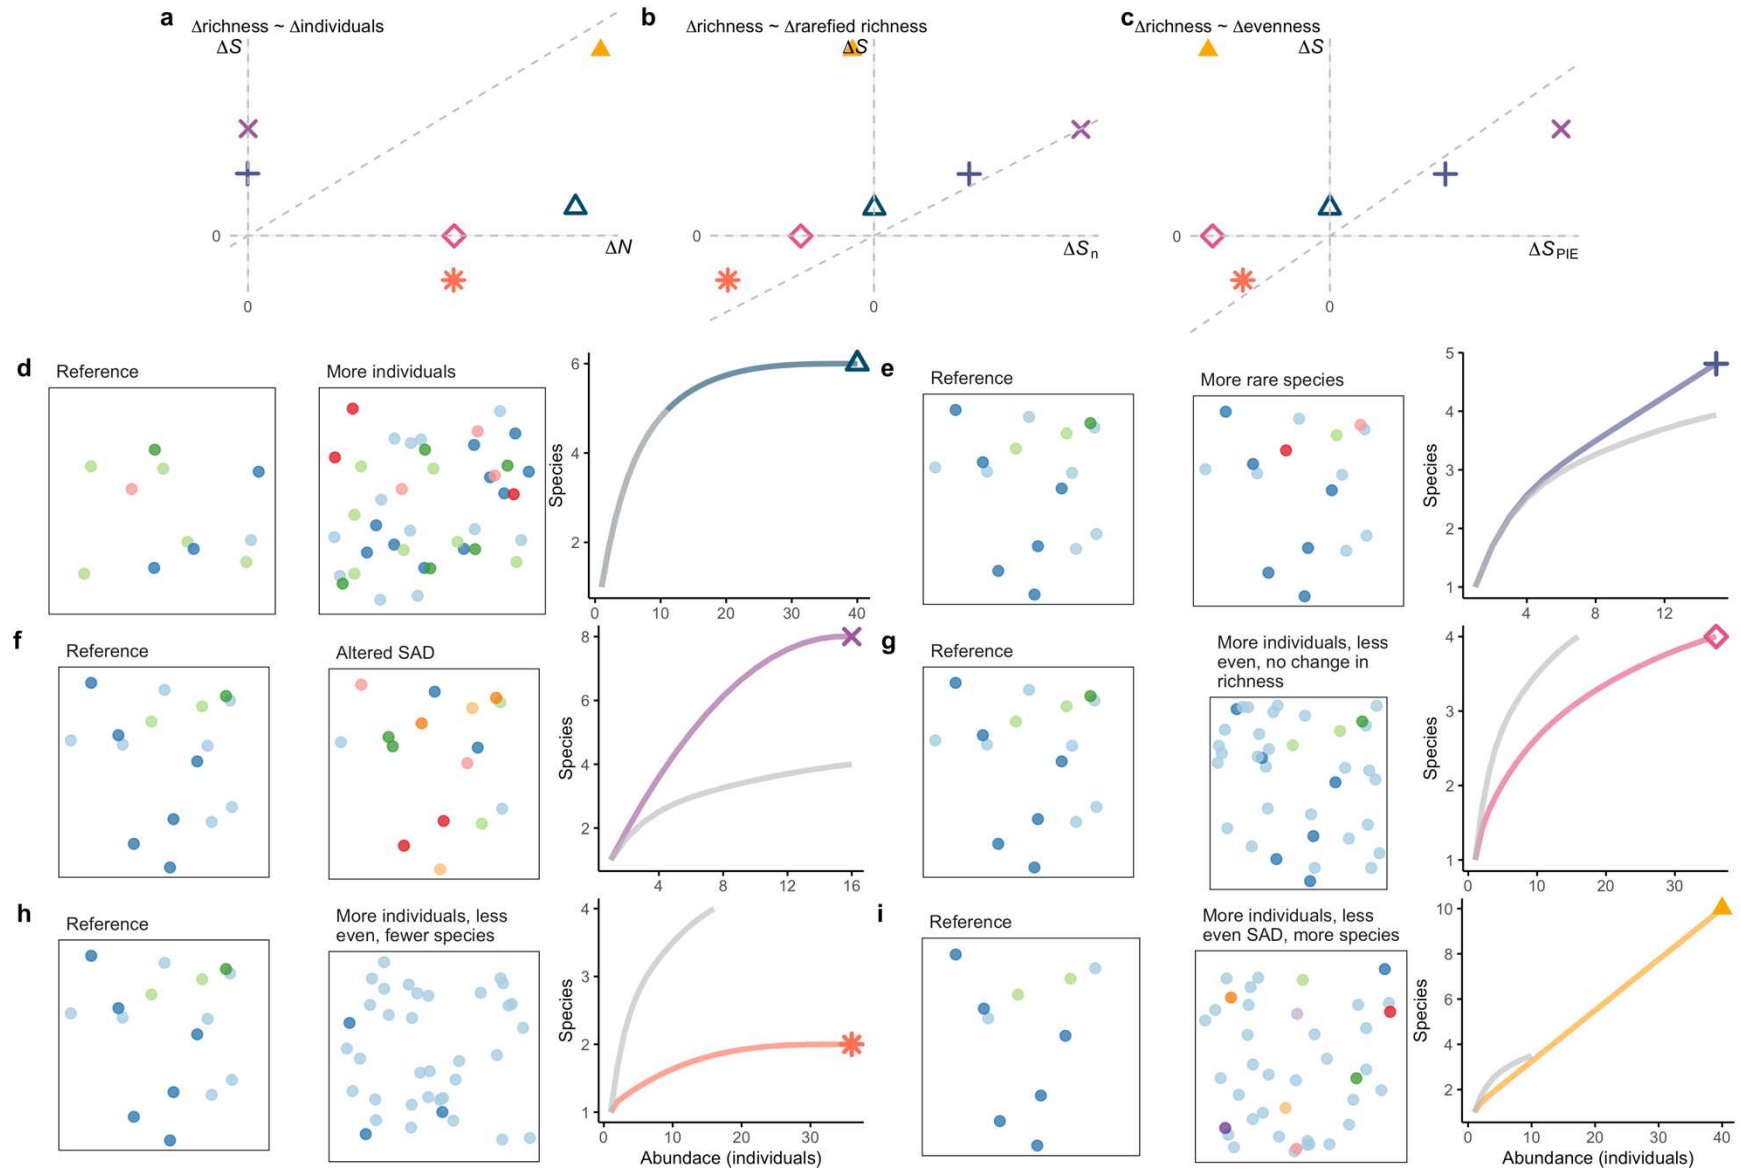 a
Δrichness ~ Δindividuals
ΔS
0
ΔN
0
b
Δrichness ~ Δrarefied richness
ΔS
0
ΔSn
0
c
Δrichness ~ Δevenness
ΔS
0
ΔSPIE
0
d
Reference
More individuals
Species
6
4
2
0
10
20
30
40
e
Reference
More rare species
Species
5
4
3
2
1
4
8
12
f
Reference
Altered SAD
Species
8
6
4
2
4
8
12
16
g
Reference
More individuals, less
even, no change in
richness
Species
4
3
2
1
0
10
20
30
h
Reference
More individuals, less
even, fewer species
Species
4
3
2
1
0
10
20
30
Abundace (individuals)
i
Reference
More individuals, less
even SAD, more species
Species
10
8
6
4
2
0
10
20
30
40
Abundance (individuals)